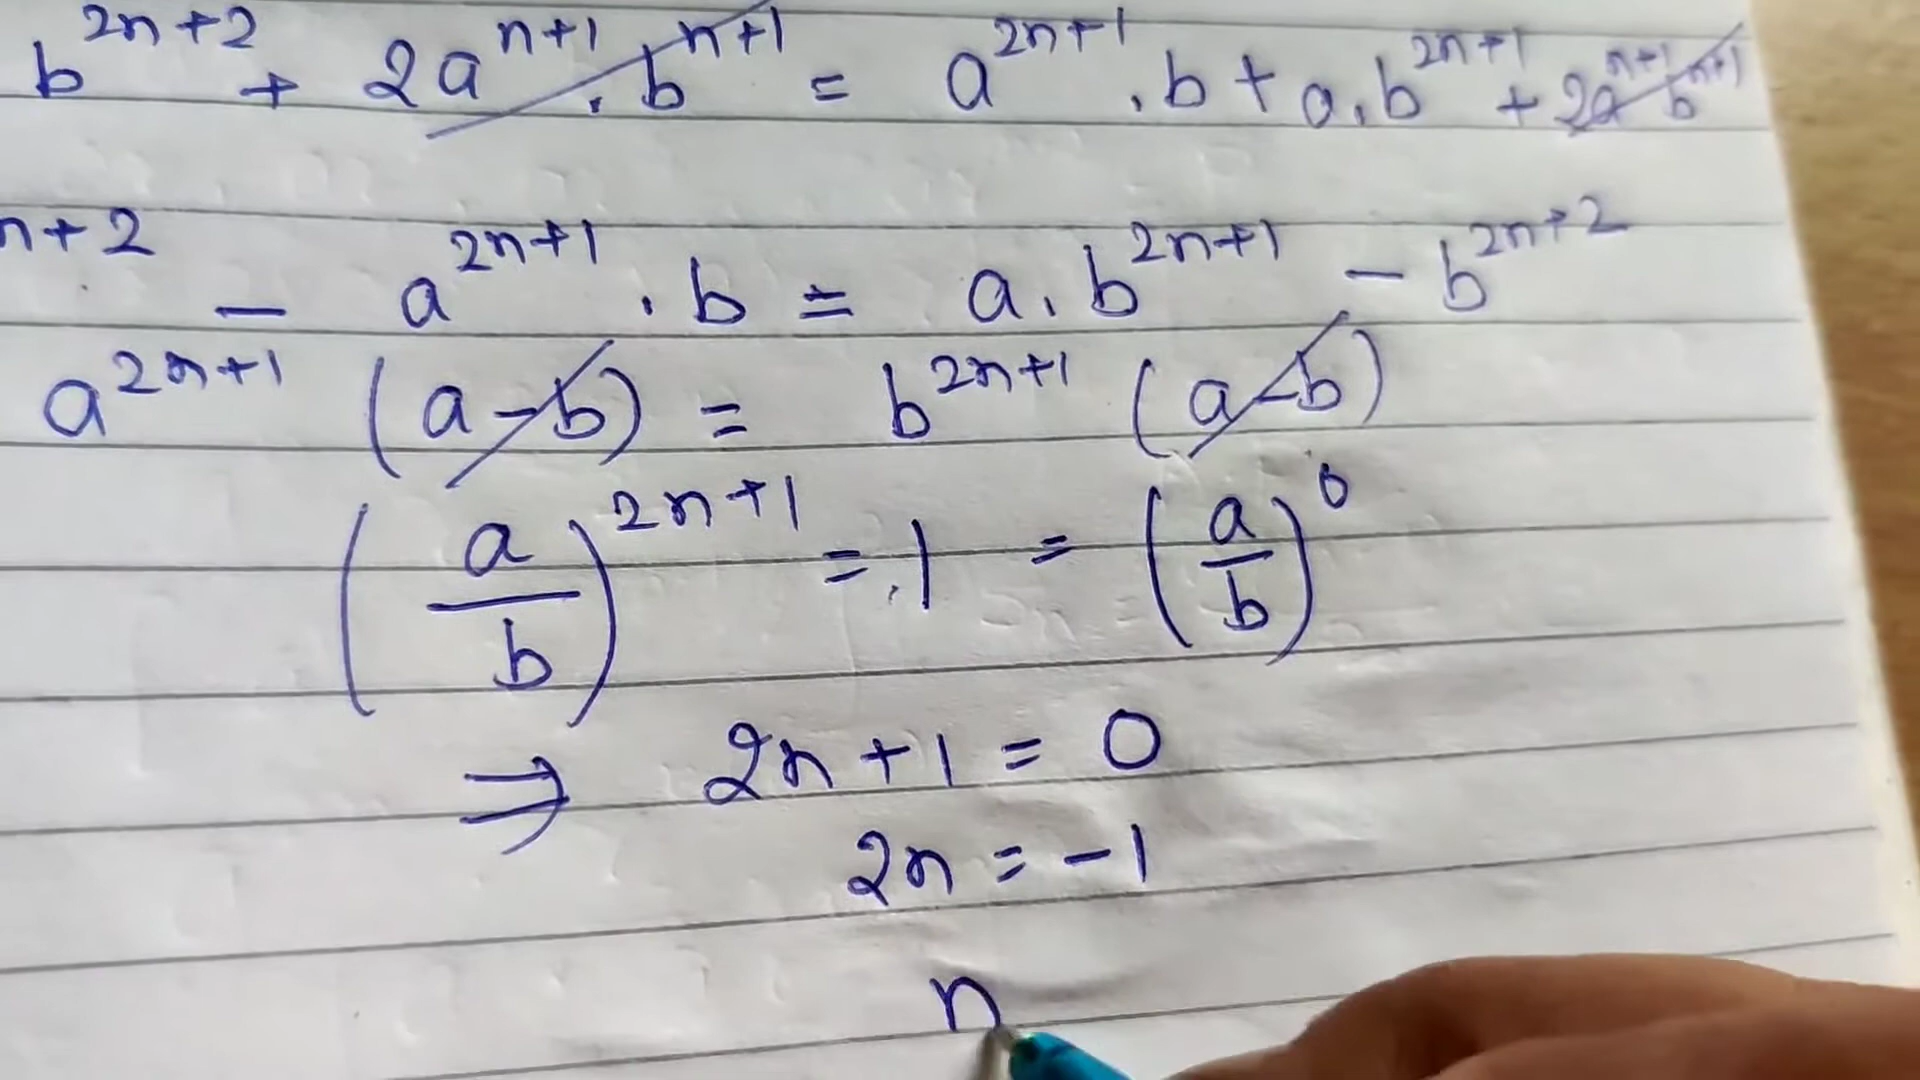 b^{2n+2} + 2a^{n+1} . b^{n+1} = a^{2n+1} . b + a . b^{2n+1} + 2a^{n+1} b^{n+1}
n+2 - a^{2n+1} . b = a . b^{2n+1} - b^{2n+2}
a^{2n+1} (a-b) = b^{2n+1} (a-b)
(a/b)^{2n+1} = 1 = (a/b)^0
⇒ 2n+1 = 0
2n = -1
n